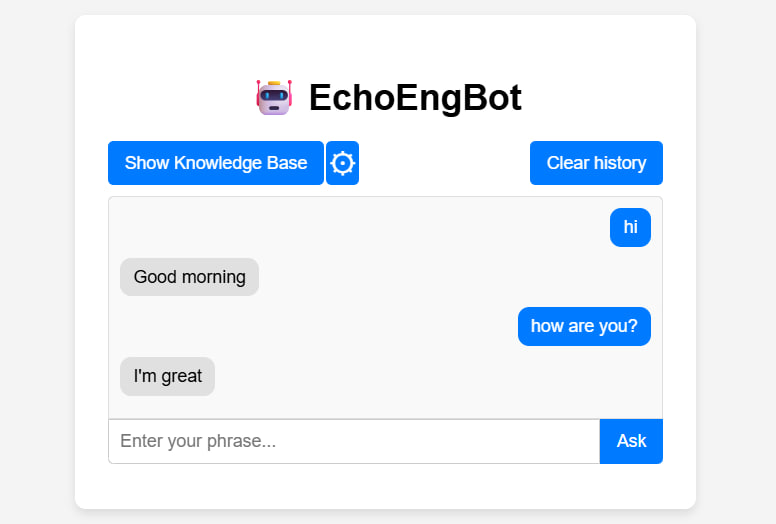 EchoEngBot
Show Knowledge Base
Clear history
hi
Good morning
how are you?
I'm great
Enter your phrase...
Ask